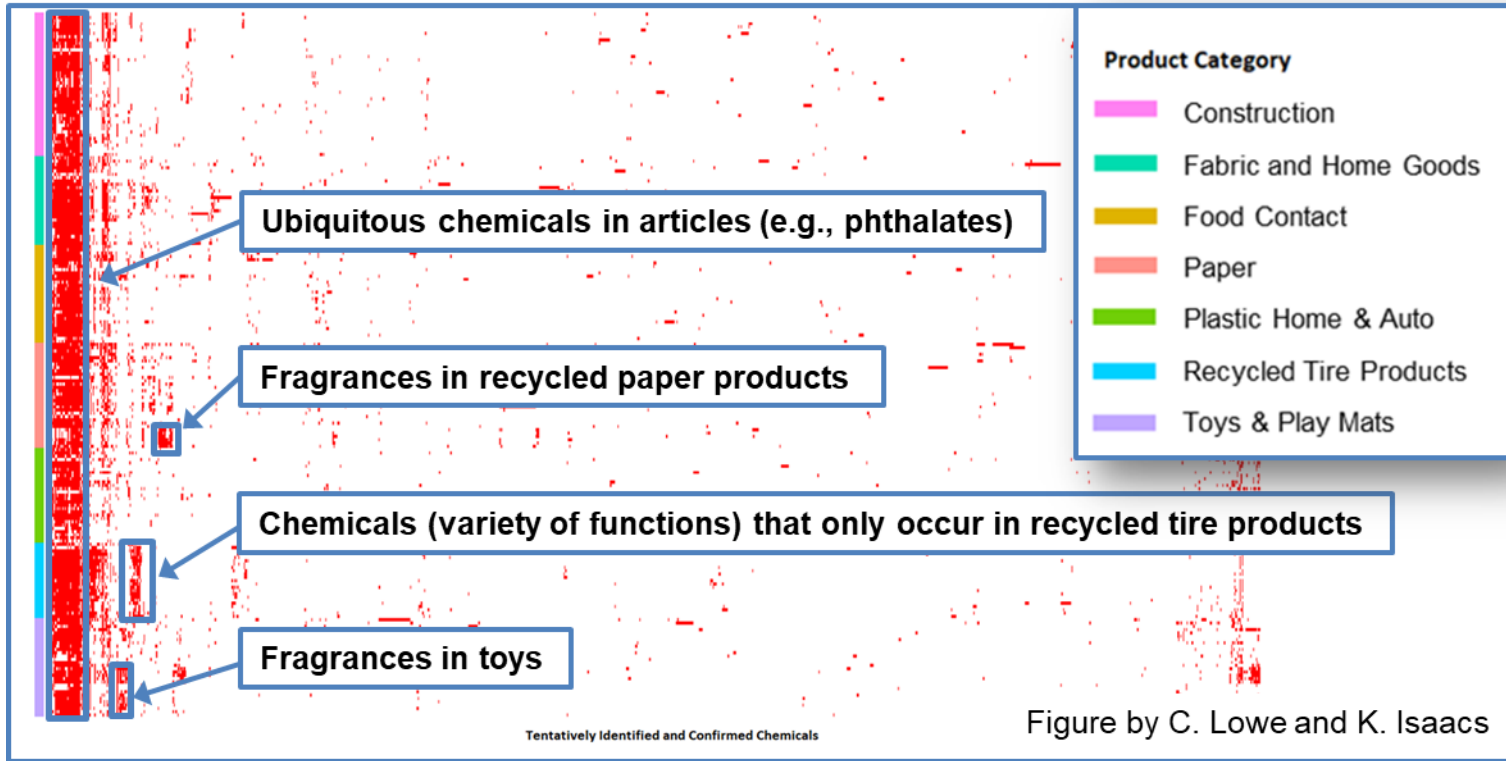 Product Category
Construction
Fabric and Home Goods
Food Contact
Paper
Plastic Home & Auto
Recycled Tire Products
Toys & Play Mats
Ubiquitous chemicals in articles (e.g., phthalates)
Fragrances in recycled paper products
Chemicals (variety of functions) that only occur in recycled tire products
Fragrances in toys
Tentatively Identified and Confirmed Chemicals
Figure by C. Lowe and K. Isaacs